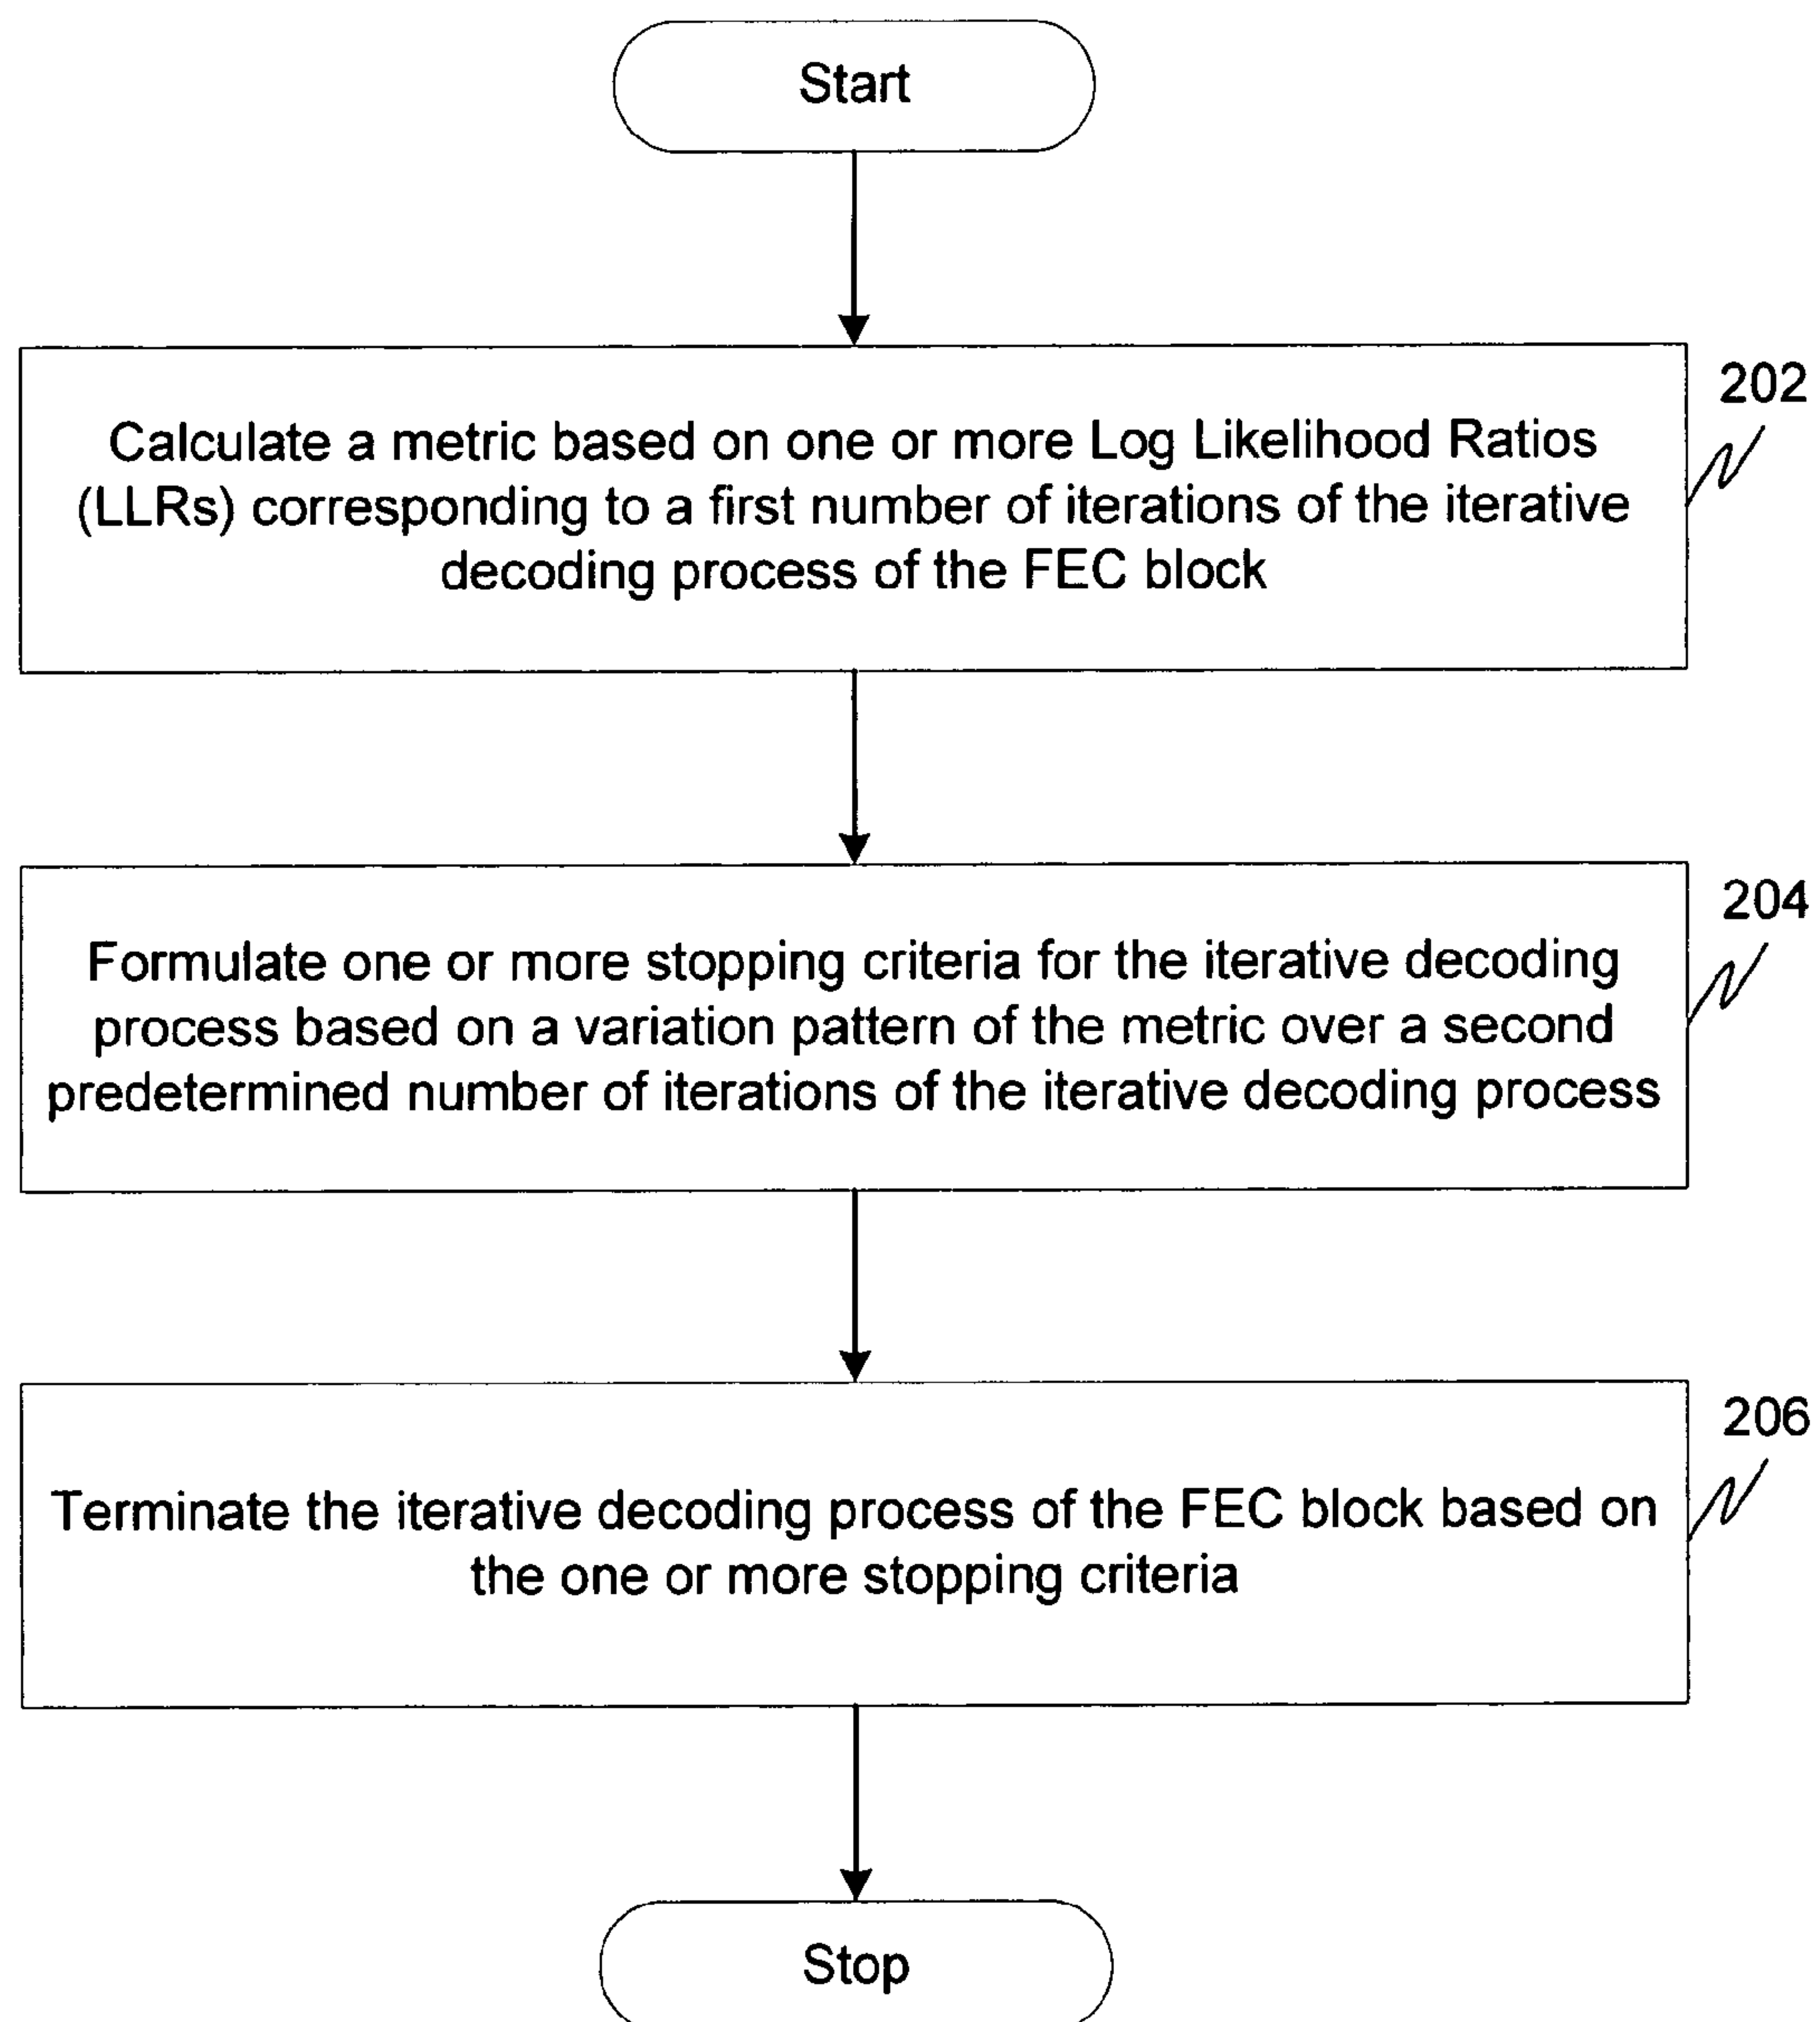 Start
202
Calculate a metric based on one or more Log Likelihood Ratios
(LLRs) corresponding to a first number of iterations of the iterative
decoding process of the FEC block
204
Formulate one or more stopping criteria for the iterative decoding
process based on a variation pattern of the metric over a second
predetermined number of iterations of the iterative decoding process
206
Terminate the iterative decoding process of the FEC block based on
the one or more stopping criteria
Stop